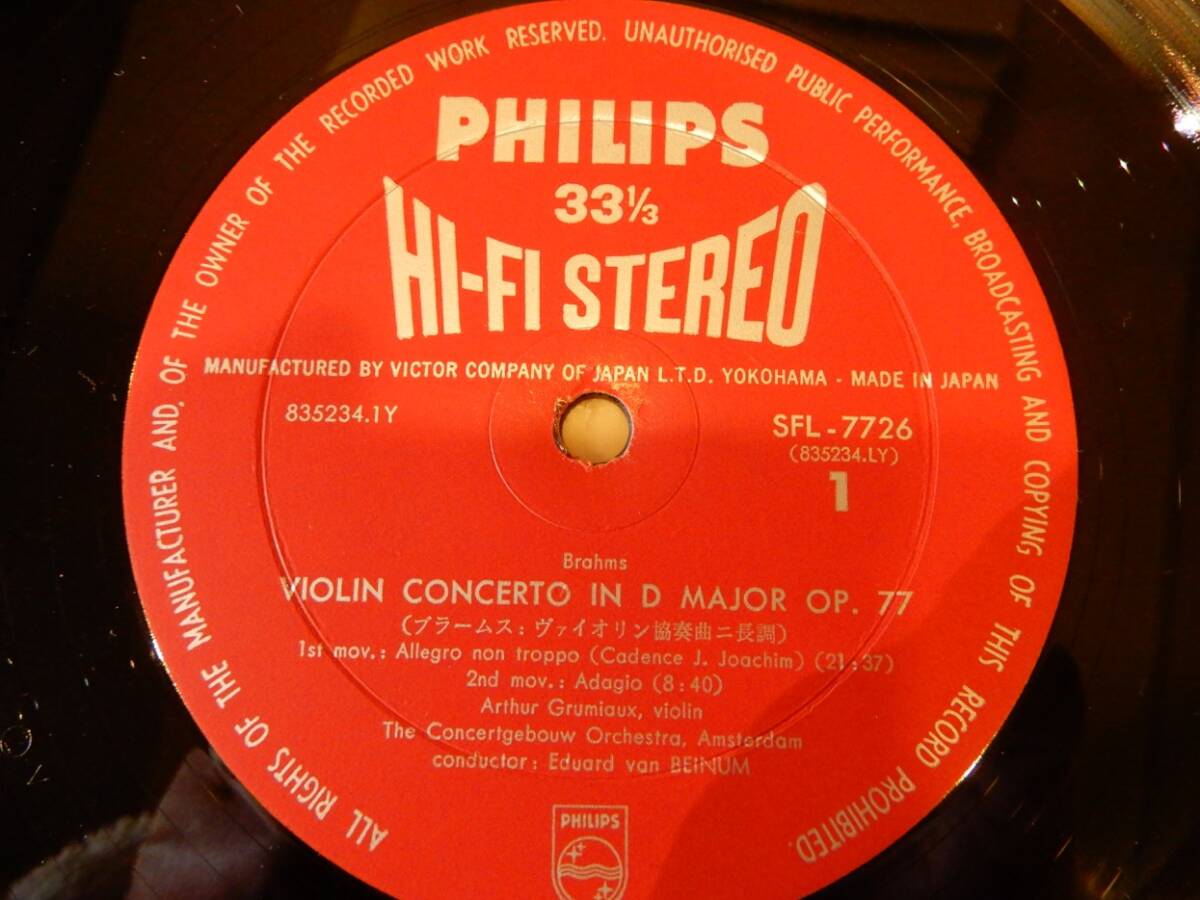 ALL RIGHTS OF THE MANUFACTURER AND, OF THE OWNER OF THE RECORDED WORK RESERVED. UNAUTHORISED PUBLIC PERFORMANCE, BROADCASTING AND COPYING OF THIS RECORD PROHIBITED.
PHILIPS
33⅓
HI-FI STEREO
MANUFACTURED BY VICTOR COMPANY OF JAPAN L.T.D. YOKOHAMA - MADE IN JAPAN
835234.1Y
SFL-7726
(835234.LY)
1
Brahms
VIOLIN CONCERTO IN D MAJOR OP. 77
(ブラームス：ヴァイオリン協奏曲ニ長調)
1st mov.: Allegro non troppo (Cadence J. Joachim) (21:37)
2nd mov.: Adagio (8:40)
Arthur Grumiaux, violin
The Concertgebouw Orchestra, Amsterdam
conductor: Eduard van BEINUM
PHILIPS